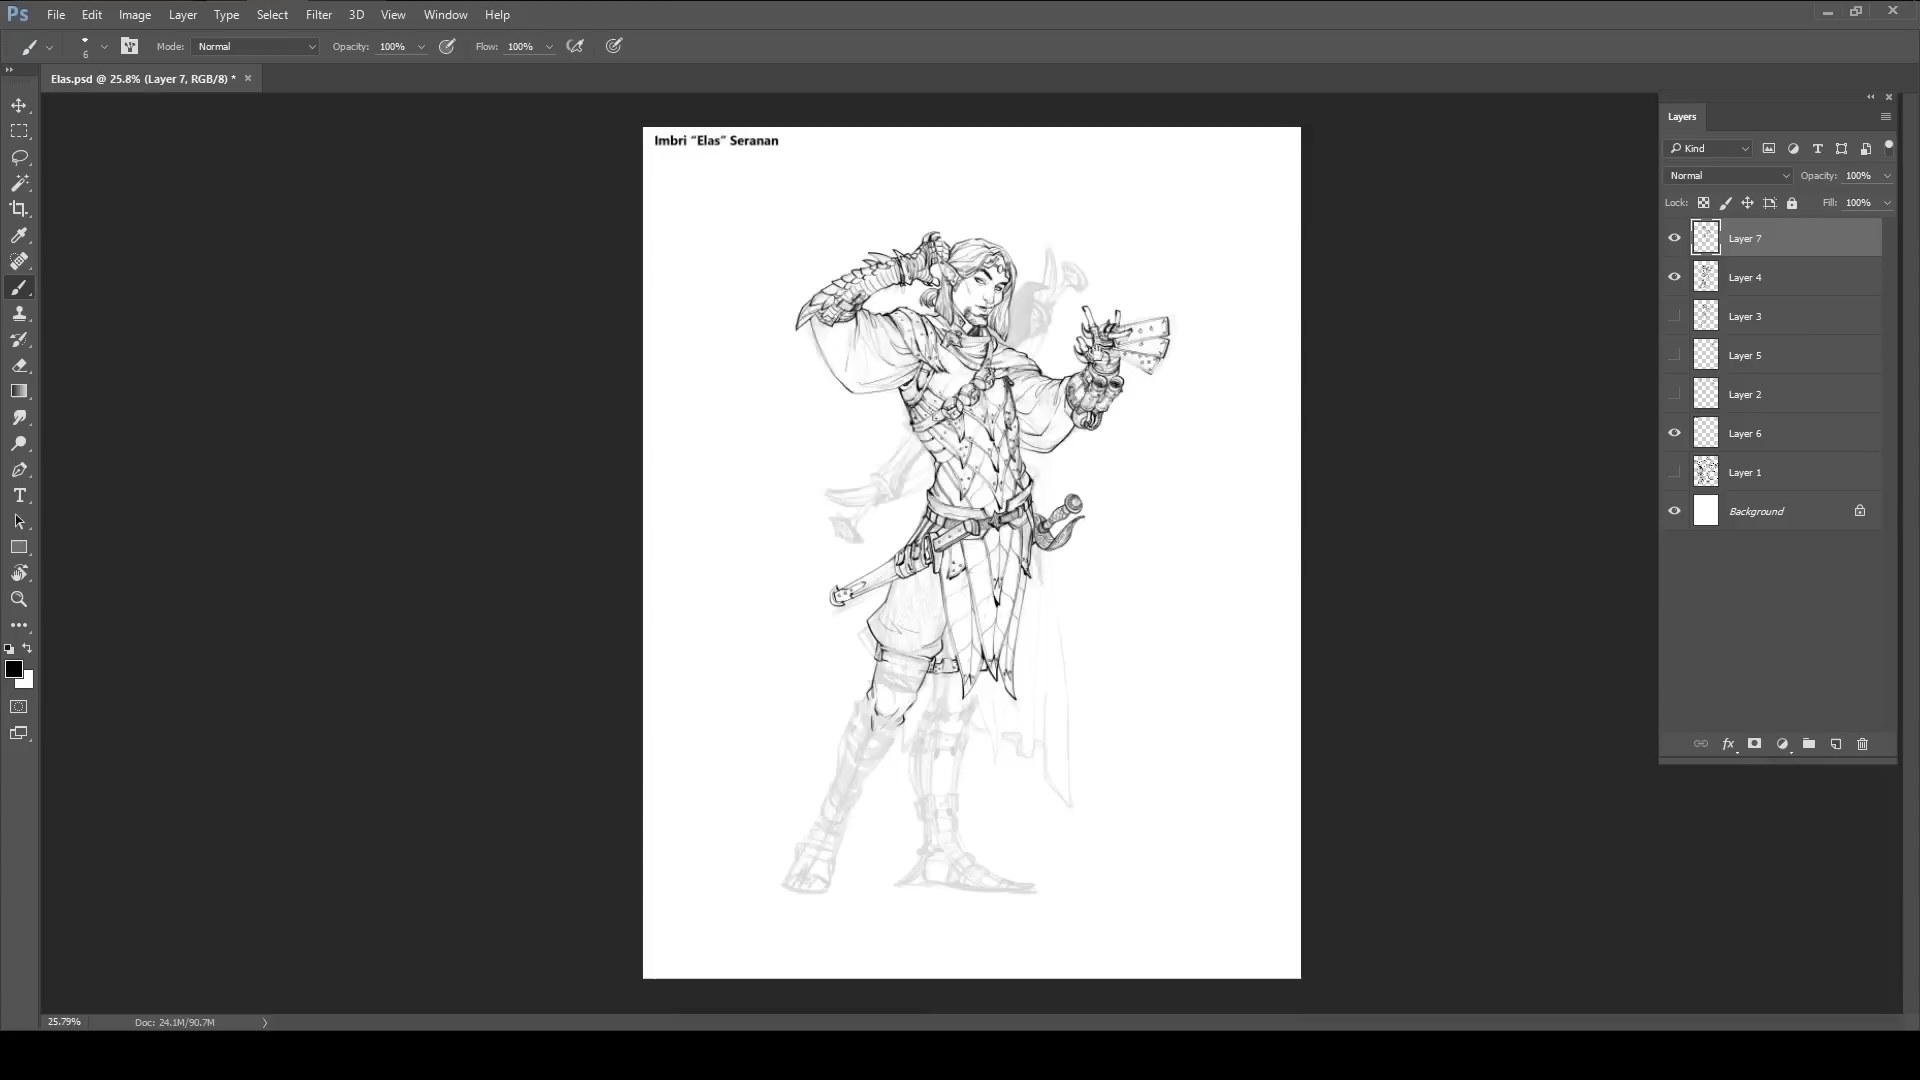 Ps File Edit Image Layer Type Select Filter 3D View Window Help
6 Mode: Normal Opacity: 100% Flow: 100%
Elas.psd @ 25.8% (Layer 7, RGB/8) *
Imbri “Elas” Seranan
Layers
Kind
Normal Opacity: 100%
Lock: Fill: 100%
Layer 7
Layer 4
Layer 3
Layer 5
Layer 2
Layer 6
Layer 1
Background
fx
25.79% Doc: 24.1M/90.7M